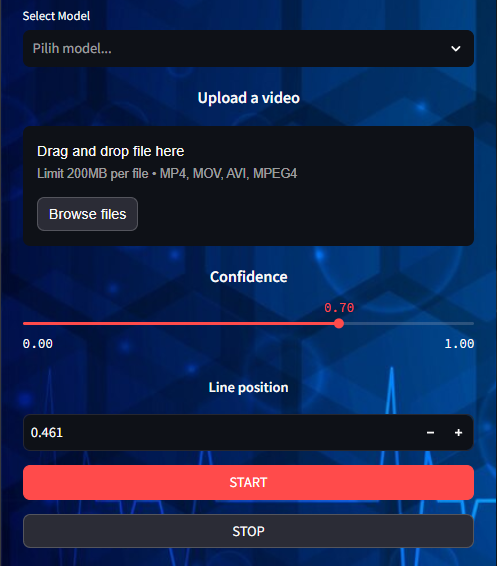 Select Model
Pilih model...
Upload a video
Drag and drop file here
Limit 200MB per file • MP4, MOV, AVI, MPEG4
Browse files
Confidence
0.70
0.00 1.00
Line position
0.461 − +
START
STOP